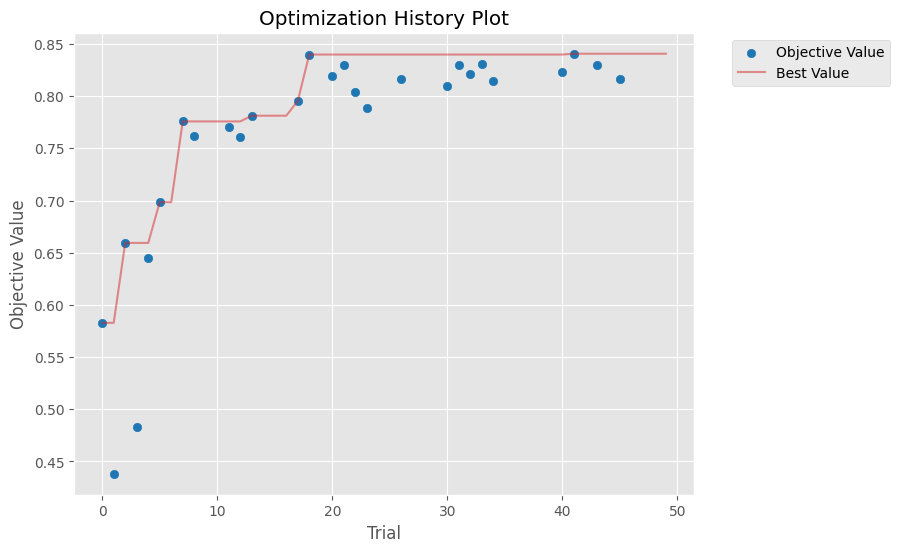 Optimization History Plot
Objective Value
Best Value
Objective Value
0.85
0.80
0.75
0.70
0.65
0.60
0.55
0.50
0.45
0 10 20 30 40 50
Trial